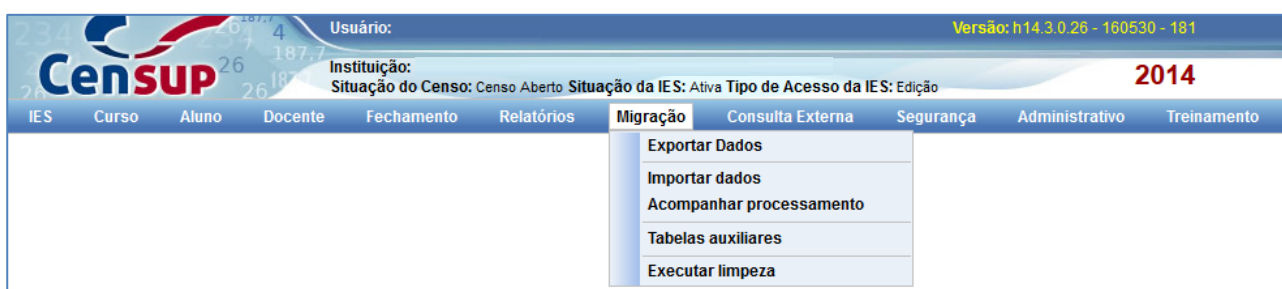 Censup
Usuário:
Versão: h14.3.0.26 - 160530 - 181
Instituição:
Situação do Censo: Censo Aberto Situação da IES: Ativa Tipo de Acesso da IES: Edição
2014
IES Curso Aluno Docente Fechamento Relatórios Migração Consulta Externa Segurança Administrativo Treinamento
Exportar Dados
Importar dados
Acompanhar processamento
Tabelas auxiliares
Executar limpeza